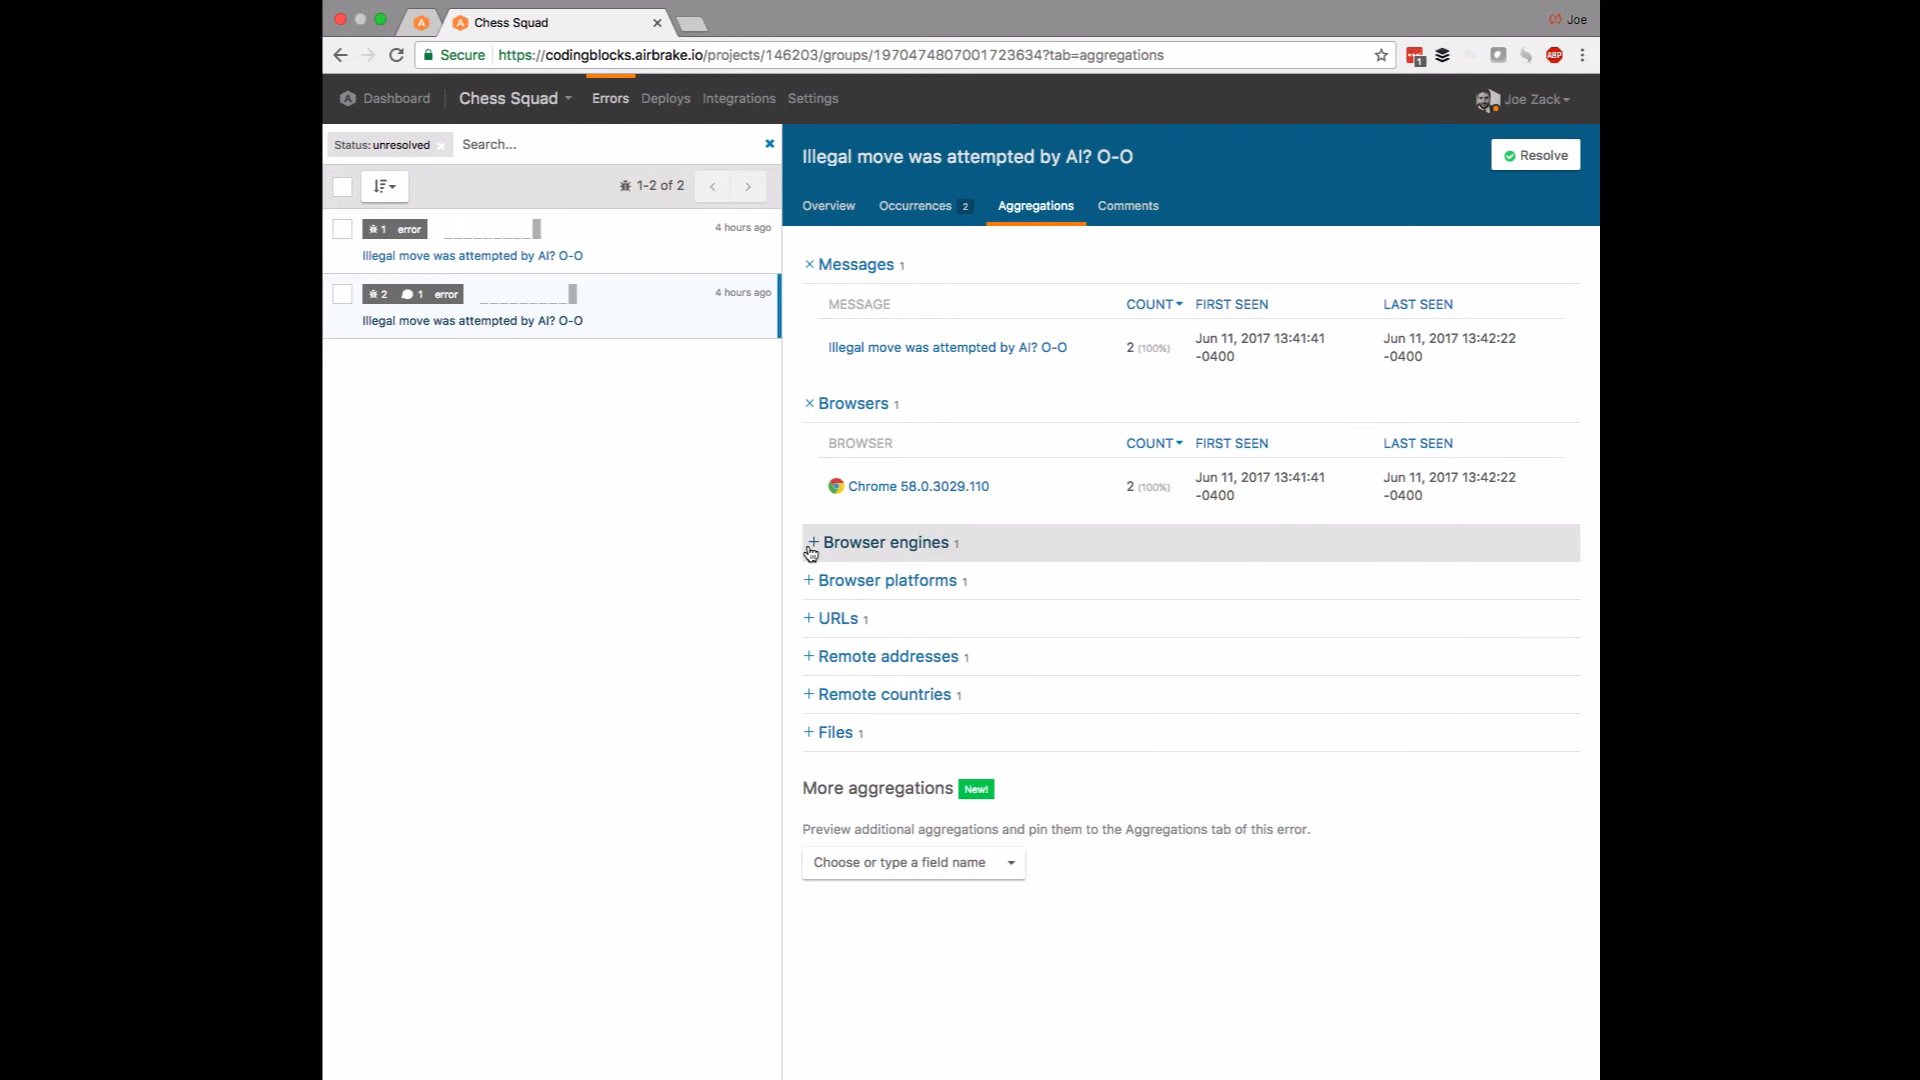 Chess Squad
Joe
Secure https://codingblocks.airbrake.io/projects/146203/groups/1970474807001723634?tab=aggregations
1
ABP
Dashboard Chess Squad Errors Deploys Integrations Settings Joe Zack
Status: unresolved Search...
1-2 of 2
1 error 4 hours ago
Illegal move was attempted by AI? O-O
2 1 error 4 hours ago
Illegal move was attempted by AI? O-O
Illegal move was attempted by AI? O-O Resolve
Overview Occurrences 2 Aggregations Comments
Messages 1
MESSAGE COUNT FIRST SEEN LAST SEEN
Illegal move was attempted by AI? O-O 2 (100%) Jun 11, 2017 13:41:41 -0400 Jun 11, 2017 13:42:22 -0400
Browsers 1
BROWSER COUNT FIRST SEEN LAST SEEN
Chrome 58.0.3029.110 2 (100%) Jun 11, 2017 13:41:41 -0400 Jun 11, 2017 13:42:22 -0400
+ Browser engines 1
+ Browser platforms 1
+ URLs 1
+ Remote addresses 1
+ Remote countries 1
+ Files 1
More aggregations New!
Preview additional aggregations and pin them to the Aggregations tab of this error.
Choose or type a field name